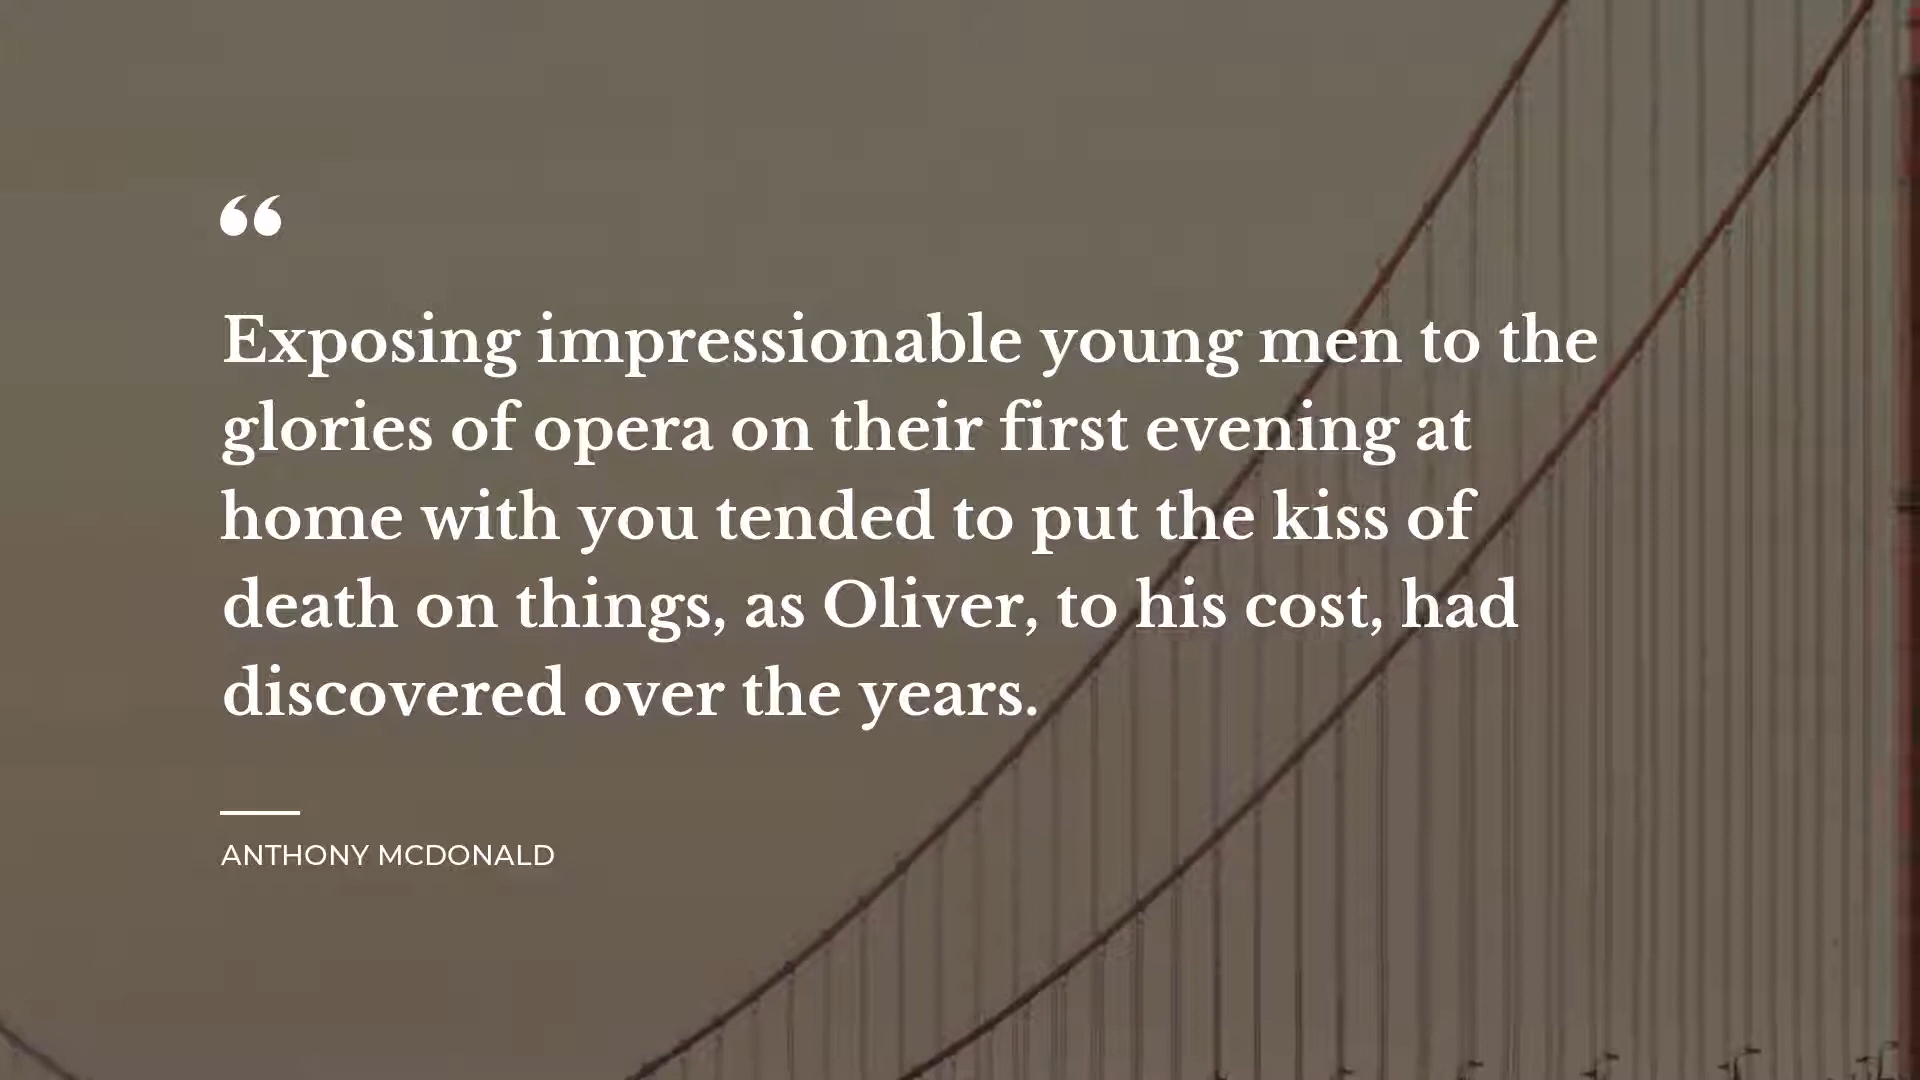 “
Exposing impressionable young men to the
glories of opera on their first evening at
home with you tended to put the kiss of
death on things, as Oliver, to his cost, had
discovered over the years.
ANTHONY MCDONALD